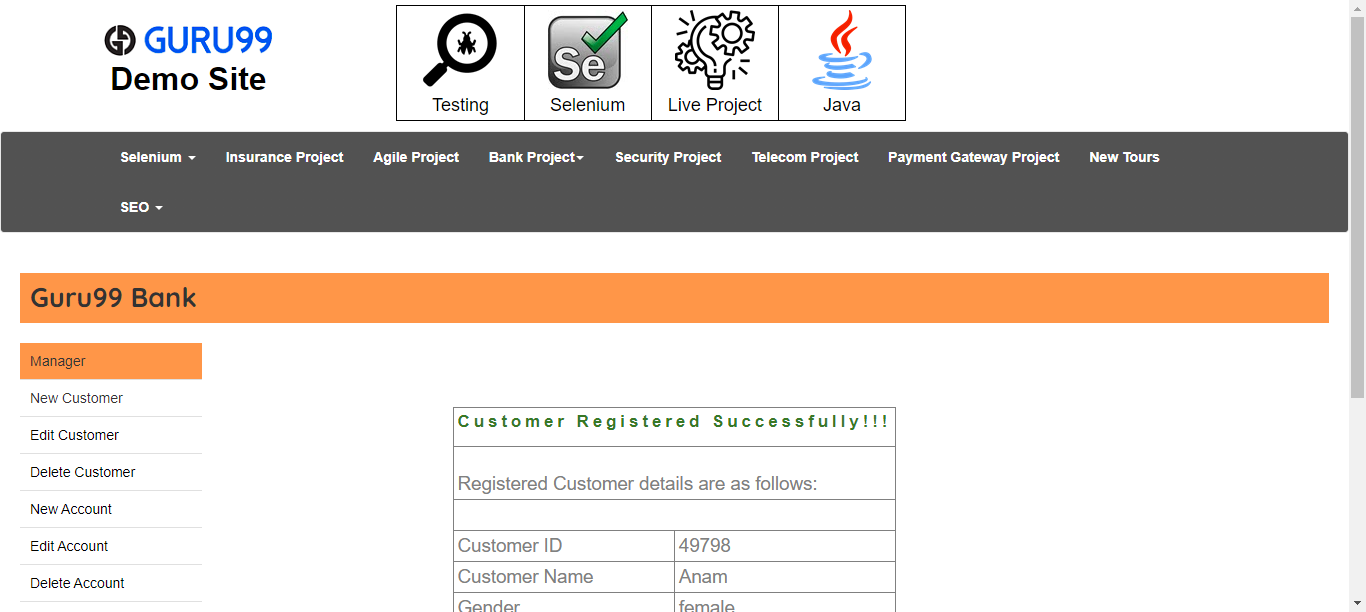 GURU99
Demo Site
Testing
Se
Selenium
Live Project
Java
Selenium Insurance Project Agile Project Bank Project Security Project Telecom Project Payment Gateway Project New Tours
SEO
Guru99 Bank
Manager
New Customer
Edit Customer
Delete Customer
New Account
Edit Account
Delete Account
Customer Registered Successfully!!!
Registered Customer details are as follows:
Customer ID 49798
Customer Name Anam
Gender female